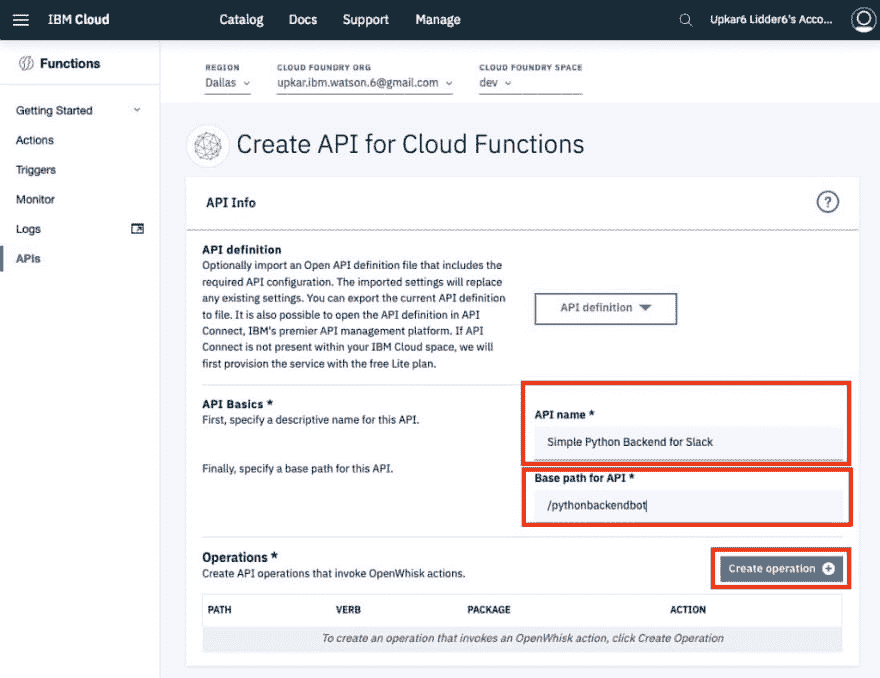 IBM Cloud
Catalog
Docs
Support
Manage
Upkar6 Lidder6's Acco...
Functions
Getting Started
Actions
Triggers
Monitor
Logs
APIs
REGION
Dallas
CLOUD FOUNDRY ORG
upkar.ibm.watson.6@gmail.com
CLOUD FOUNDRY SPACE
dev
Create API for Cloud Functions
API Info
?
API definition
Optionally import an Open API definition file that includes the
required API configuration. The imported settings will replace
any existing settings. You can export the current API definition
to file. It is also possible to open the API definition in API
Connect, IBM's premier API management platform. If API
Connect is not present within your IBM Cloud space, we will
first provision the service with the free Lite plan.
API definition
API Basics *
First, specify a descriptive name for this API.
API name *
Simple Python Backend for Slack
Finally, specify a base path for this API.
Base path for API *
/pythonbackendbot
Operations *
Create API operations that invoke OpenWhisk actions.
Create operation
PATH VERB PACKAGE ACTION
To create an operation that invokes an OpenWhisk action, click Create Operation